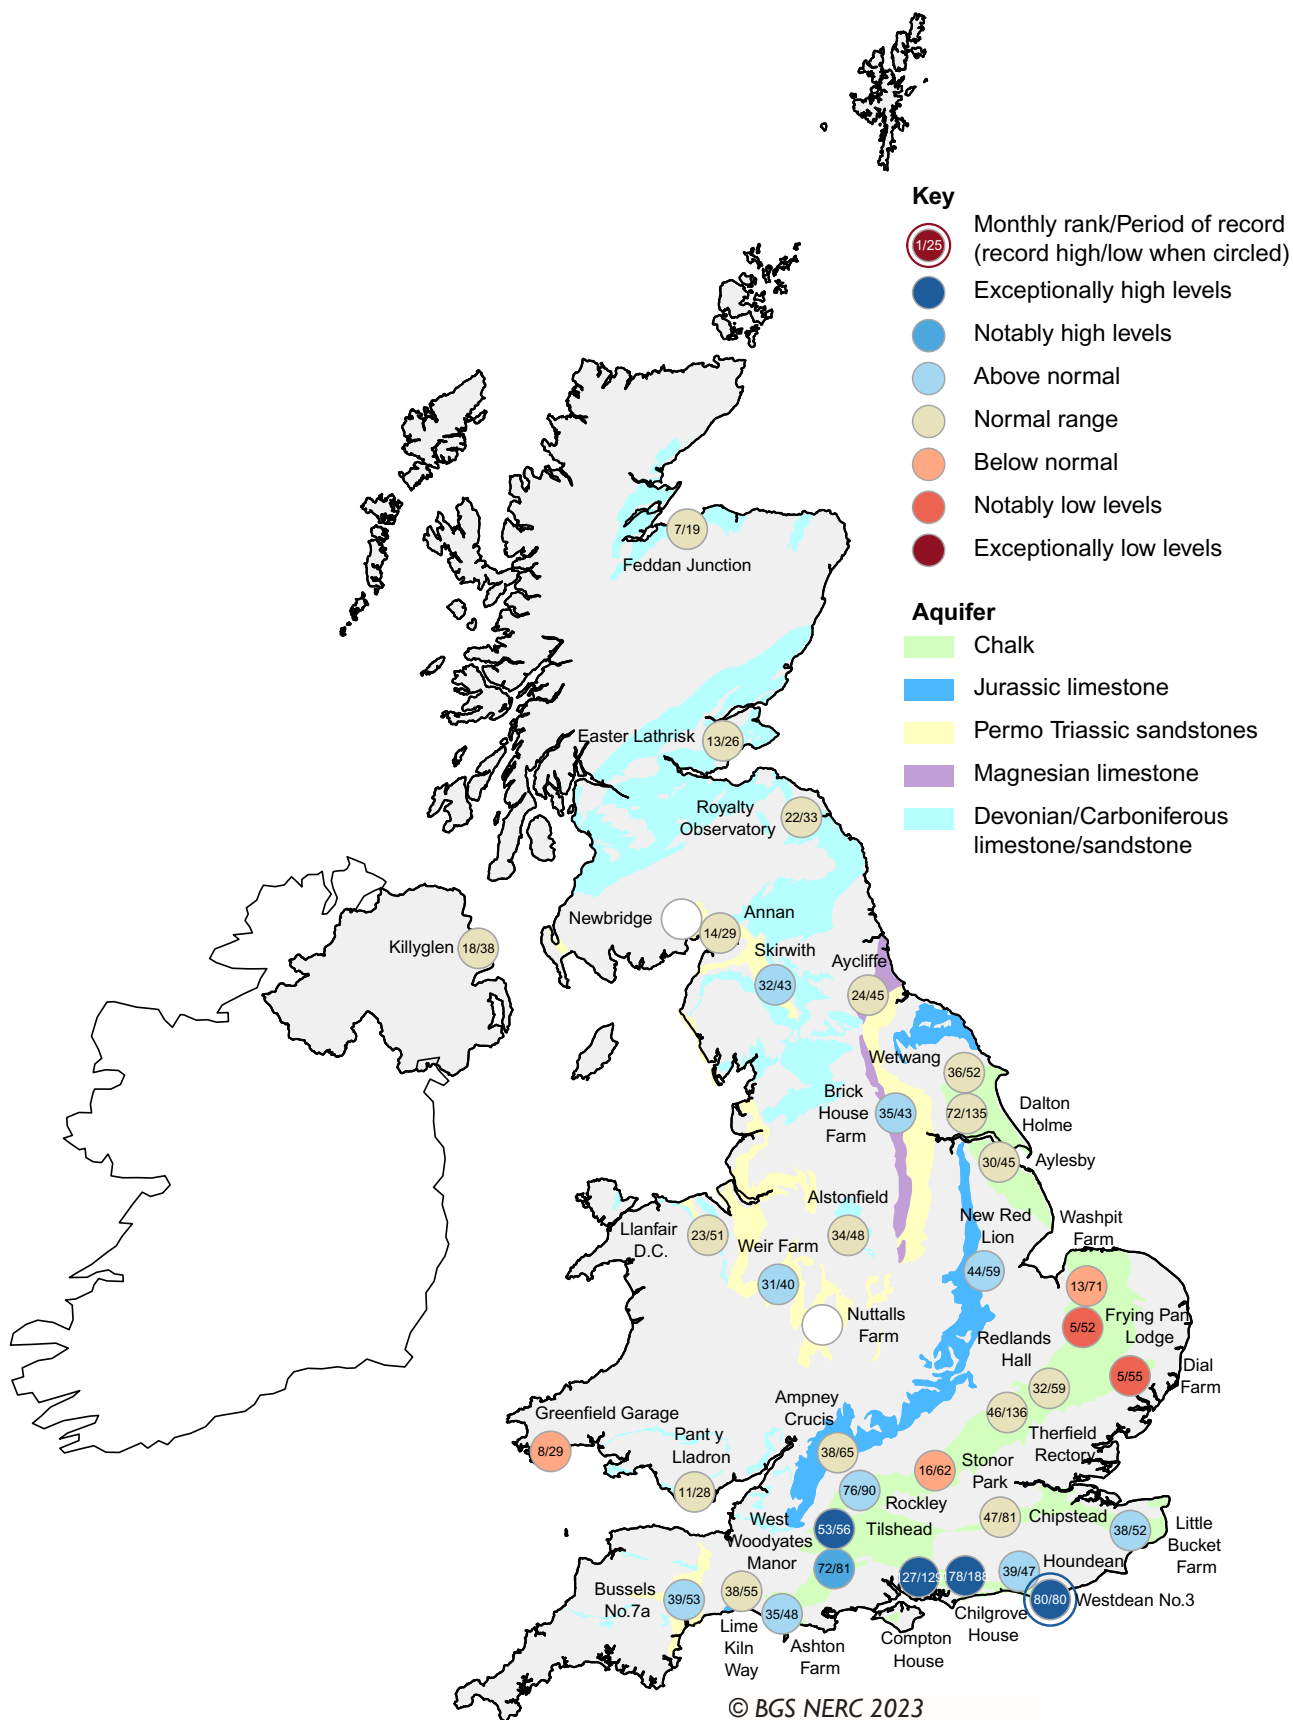 Key
Monthly rank/Period of record
(record high/low when circled)
1/25
Exceptionally high levels
Notably high levels
Above normal
Normal range
Below normal
Notably low levels
Exceptionally low levels
Aquifer
Chalk
Jurassic limestone
Permo Triassic sandstones
Magnesian limestone
Devonian/Carboniferous
limestone/sandstone
7/19
Feddan Junction
Easter Lathrisk
13/26
Royalty
Observatory
22/33
Newbridge
Annan
14/29
Killyglen
18/38
Skirwith
32/43
Aycliffe
24/45
Wetwang
36/52
Brick
House
Farm
35/43
72/135
Dalton
Holme
30/45
Aylesby
Alstonfield
34/48
Llanfair
D.C.
23/51
Weir Farm
31/40
New Red
Lion
44/59
Washpit
Farm
13/71
Nuttalls
Farm
5/52
Frying Pan
Lodge
Redlands
Hall
32/59
5/55
Dial
Farm
46/136
Therfield
Rectory
Ampney
Crucis
38/65
Greenfield Garage
8/29
Pant y
Lladron
11/28
16/62
Stonor
Park
76/90
Rockley
47/81
Chipstead
38/52
Little
Bucket
Farm
53/56
Tilshead
West
Woodyates
Manor
72/81
127/129
178/188
39/47
Houndean
80/80
Westdean No.3
Bussels
No.7a
39/53
38/55
Lime
Kiln
Way
35/48
Ashton
Farm
Compton
House
Chilgrove
House
© BGS NERC 2023